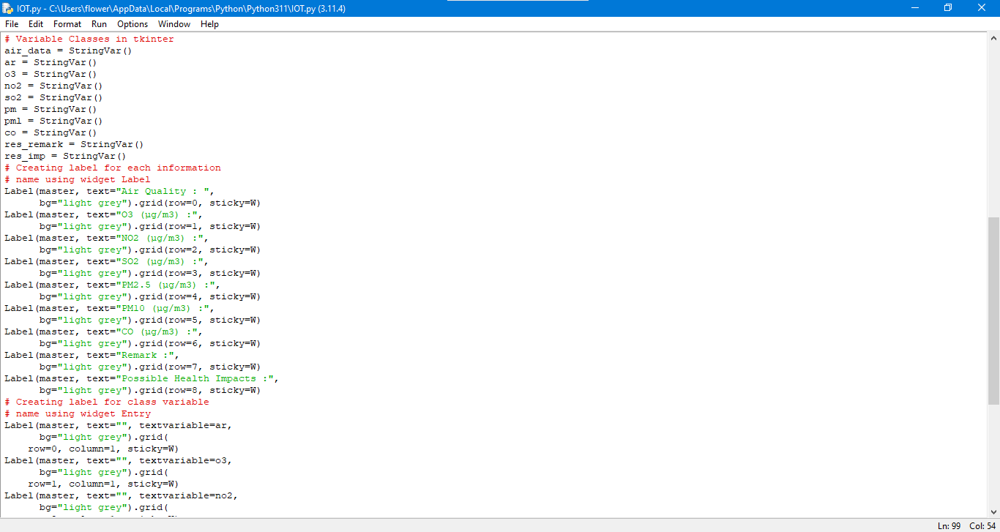 IOT.py - C:\Users\flower\AppData\Local\Programs\Python\Python311\IOT.py (3.11.4)
File Edit Format Run Options Window Help
# Variable Classes in tkinter
air_data = StringVar()
ar = StringVar()
o3 = StringVar()
no2 = StringVar()
so2 = StringVar()
pm = StringVar()
pml = StringVar()
co = StringVar()
res_remark = StringVar()
res_imp = StringVar()
# Creating label for each information
# name using widget Label
Label(master, text="Air Quality : ",
      bg="light grey").grid(row=0, sticky=W)
Label(master, text="O3 (μg/m3) :",
      bg="light grey").grid(row=1, sticky=W)
Label(master, text="NO2 (μg/m3) :",
      bg="light grey").grid(row=2, sticky=W)
Label(master, text="SO2 (μg/m3) :",
      bg="light grey").grid(row=3, sticky=W)
Label(master, text="PM2.5 (μg/m3) :",
      bg="light grey").grid(row=4, sticky=W)
Label(master, text="PM10 (μg/m3) :",
      bg="light grey").grid(row=5, sticky=W)
Label(master, text="CO (μg/m3) :",
      bg="light grey").grid(row=6, sticky=W)
Label(master, text="Remark :",
      bg="light grey").grid(row=7, sticky=W)
Label(master, text="Possible Health Impacts :",
      bg="light grey").grid(row=8, sticky=W)
# Creating label for class variable
# name using widget Entry
Label(master, text="", textvariable=ar,
      bg="light grey").grid(
    row=0, column=1, sticky=W)
Label(master, text="", textvariable=o3,
      bg="light grey").grid(
    row=1, column=1, sticky=W)
Label(master, text="", textvariable=no2,
      bg="light grey").grid(
Ln: 99 Col: 54